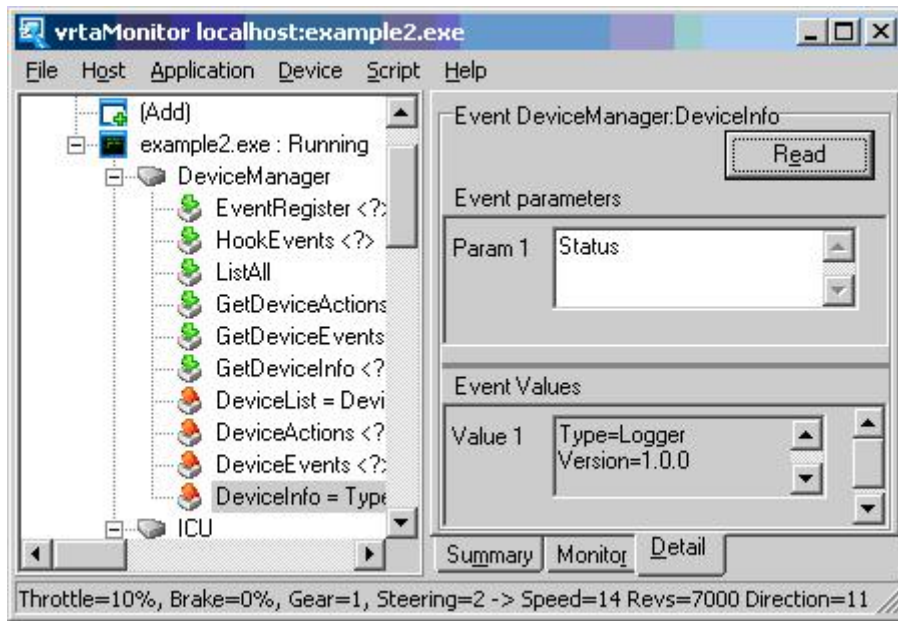 vrtaMonitor localhost:example2.exe
File Host Application Device Script Help
(Add)
example2.exe : Running
DeviceManager
EventRegister <?>
HookEvents <?>
ListAll
GetDeviceActions
GetDeviceEvents
GetDeviceInfo <?
DeviceList = Devi
DeviceActions <?
DeviceEvents <?>
DeviceInfo = Type
ICU
Event DeviceManager:DeviceInfo
Read
Event parameters
Param 1 Status
Event Values
Value 1 Type=Logger
Version=1.0.0
Summary Monitor Detail
Throttle=10%, Brake=0%, Gear=1, Steering=2 -> Speed=14 Revs=7000 Direction=11